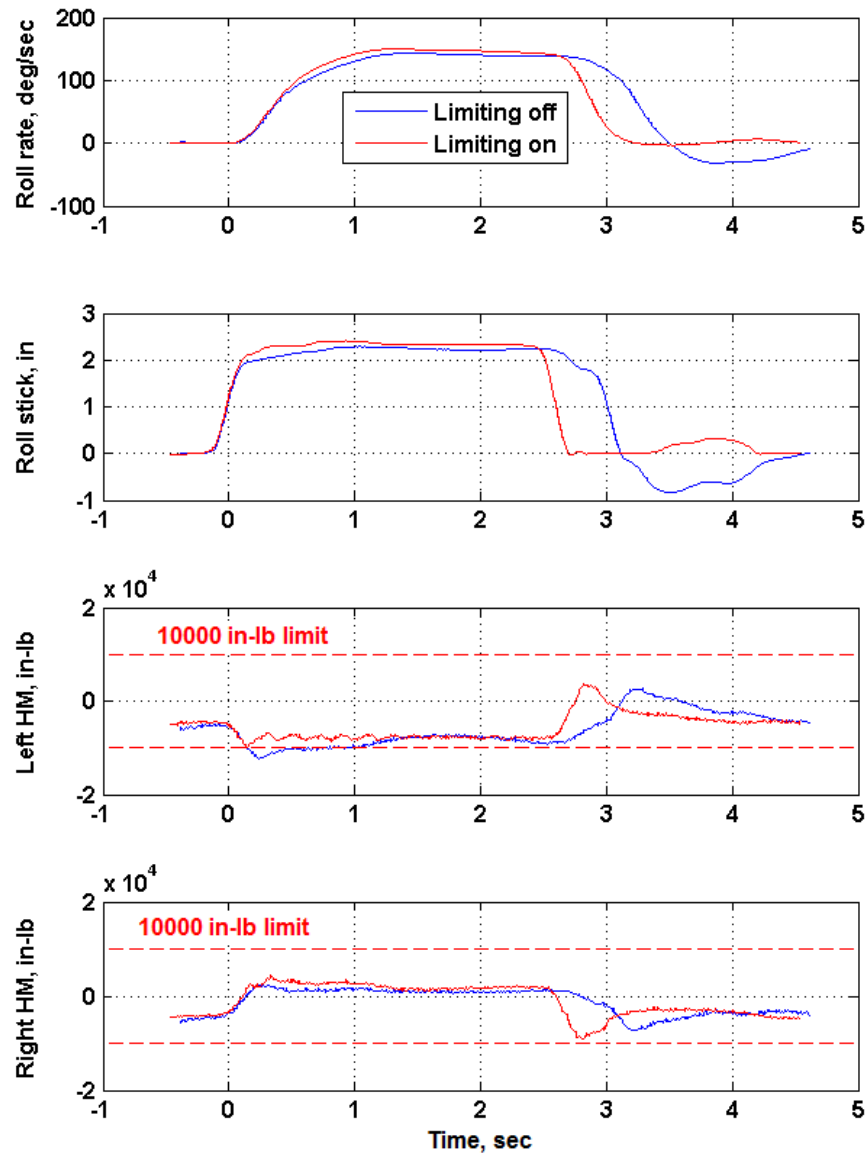 200
100
0
-100
Roll rate, deg/sec
Limiting off
Limiting on
-1 0 1 2 3 4 5
3
2
1
0
-1
Roll stick, in
-1 0 1 2 3 4 5
x 10^4
2
0
-2
Left HM, in-lb
10000 in-lb limit
-1 0 1 2 3 4 5
x 10^4
2
0
-2
Right HM, in-lb
10000 in-lb limit
-1 0 1 2 3 4 5
Time, sec